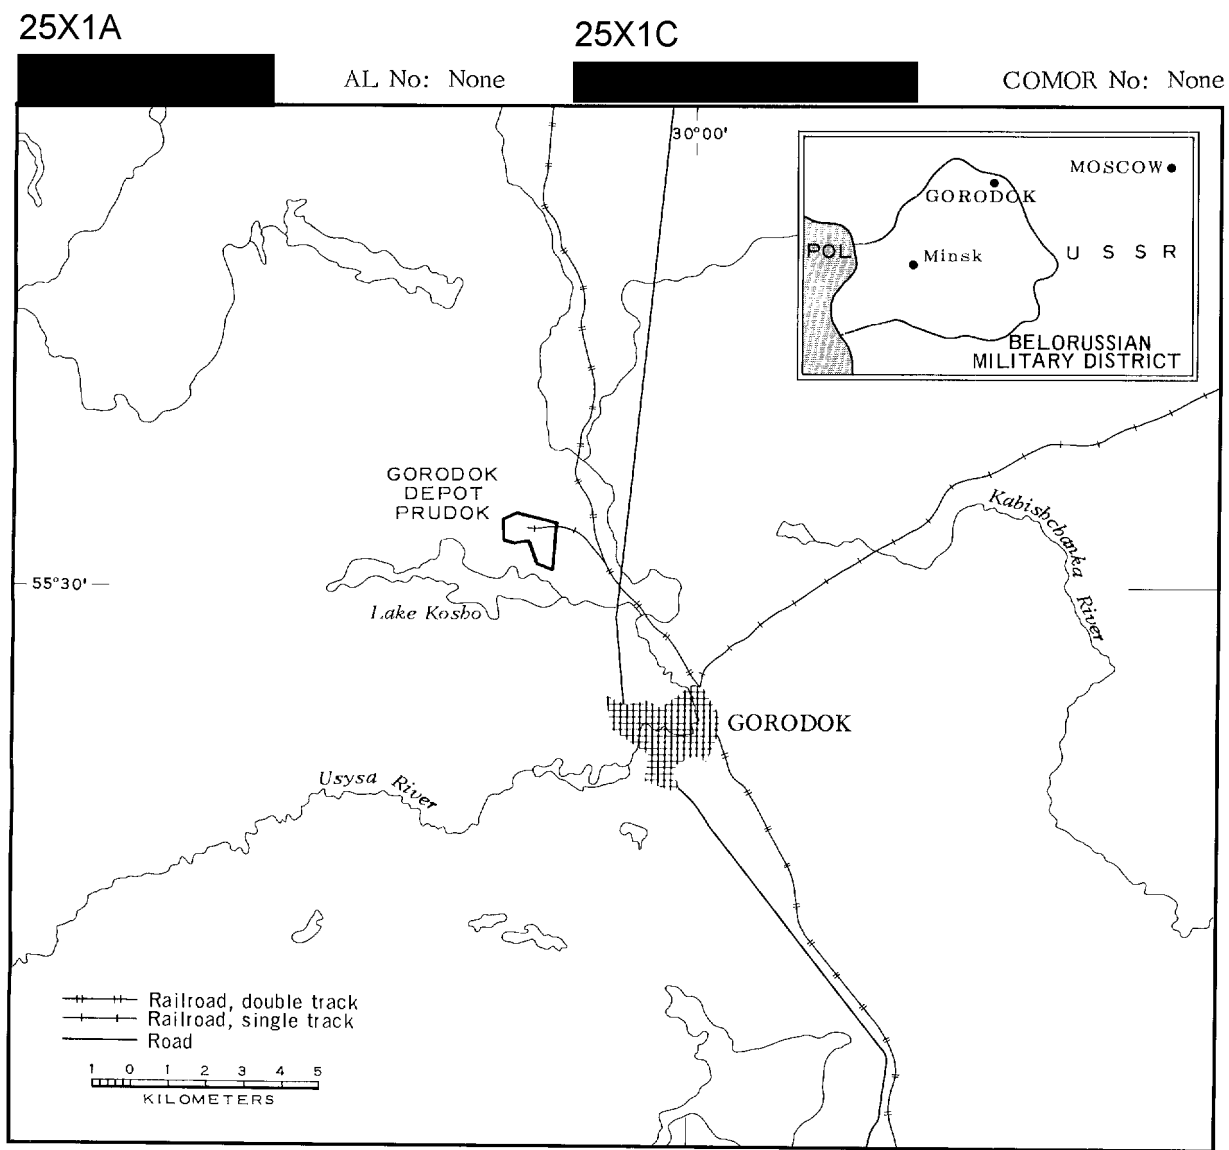 25X1A
25X1C
AL No: None
COMOR No: None
30°00'
MOSCOW
GORODOK
POL
Minsk
U S S R
BELORUSSIAN
MILITARY DISTRICT
GORODOK
DEPOT
PRUDOK
Kabishchanka River
55°30'
Lake Kosbo
GORODOK
Usysa River
Railroad, double track
Railroad, single track
Road
1 0 1 2 3 4 5
KILOMETERS